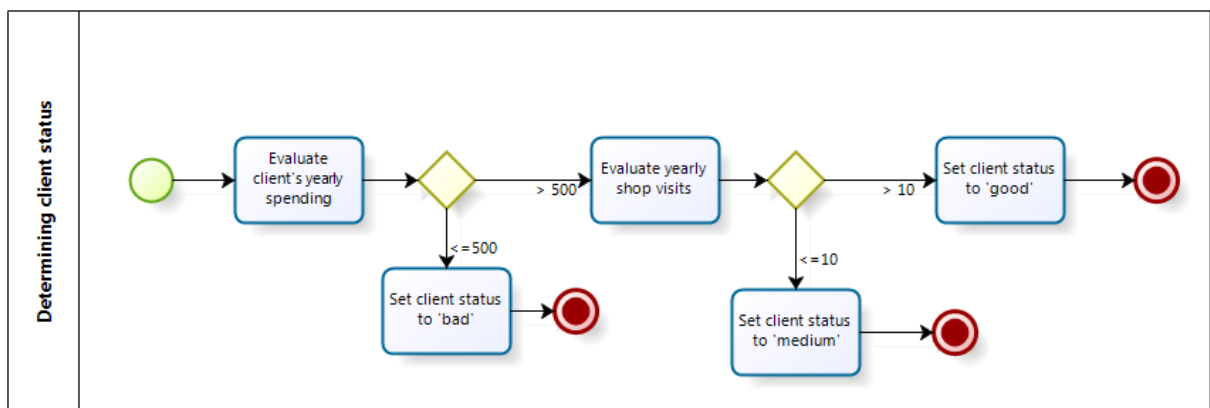 Determining client status
Evaluate
client's yearly
spending
> 500
Evaluate yearly
shop visits
> 10
Set client status
to 'good'
<=500
Set client status
to 'bad'
<=10
Set client status
to 'medium'